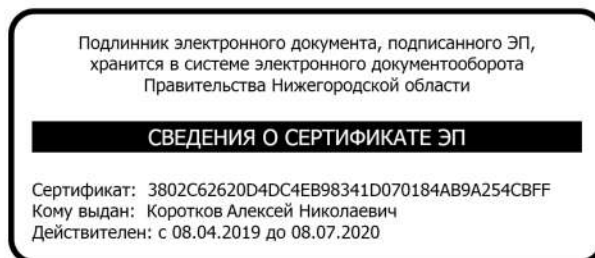 Подлинник электронного документа, подписанного ЭП,
хранится в системе электронного документооборота
Правительства Нижегородской области
СВЕДЕНИЯ О СЕРТИФИКАТЕ ЭП
Сертификат: 3802C62620D4DC4EB98341D070184AB9A254CBFF
Кому выдан: Коротков Алексей Николаевич
Действителен: с 08.04.2019 до 08.07.2020